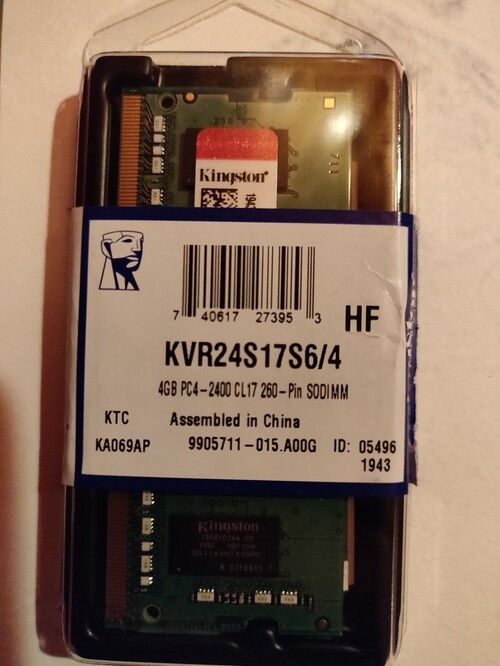 Kingston
7 40617 27395 3
HF
KVR24S17S6/4
4GB PC4-2400 CL17 260-Pin SODIMM
KTC Assembled in China
KA069AP 9905711-015.A00G ID: 05496
1943
Kingston